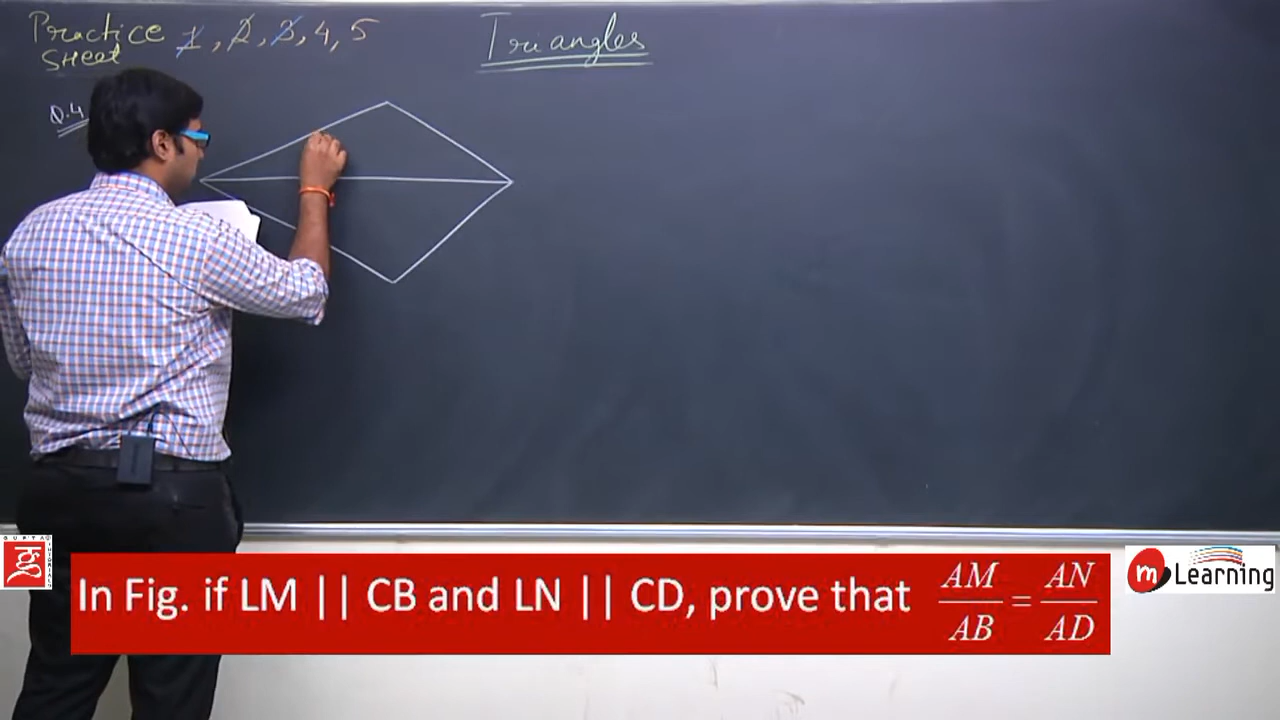 Practice 1, 2, 3, 4, 5
Sheet
Triangles
Q.4
In Fig. if LM || CB and LN || CD, prove that AM/AB = AN/AD
GUPTA
m Learning